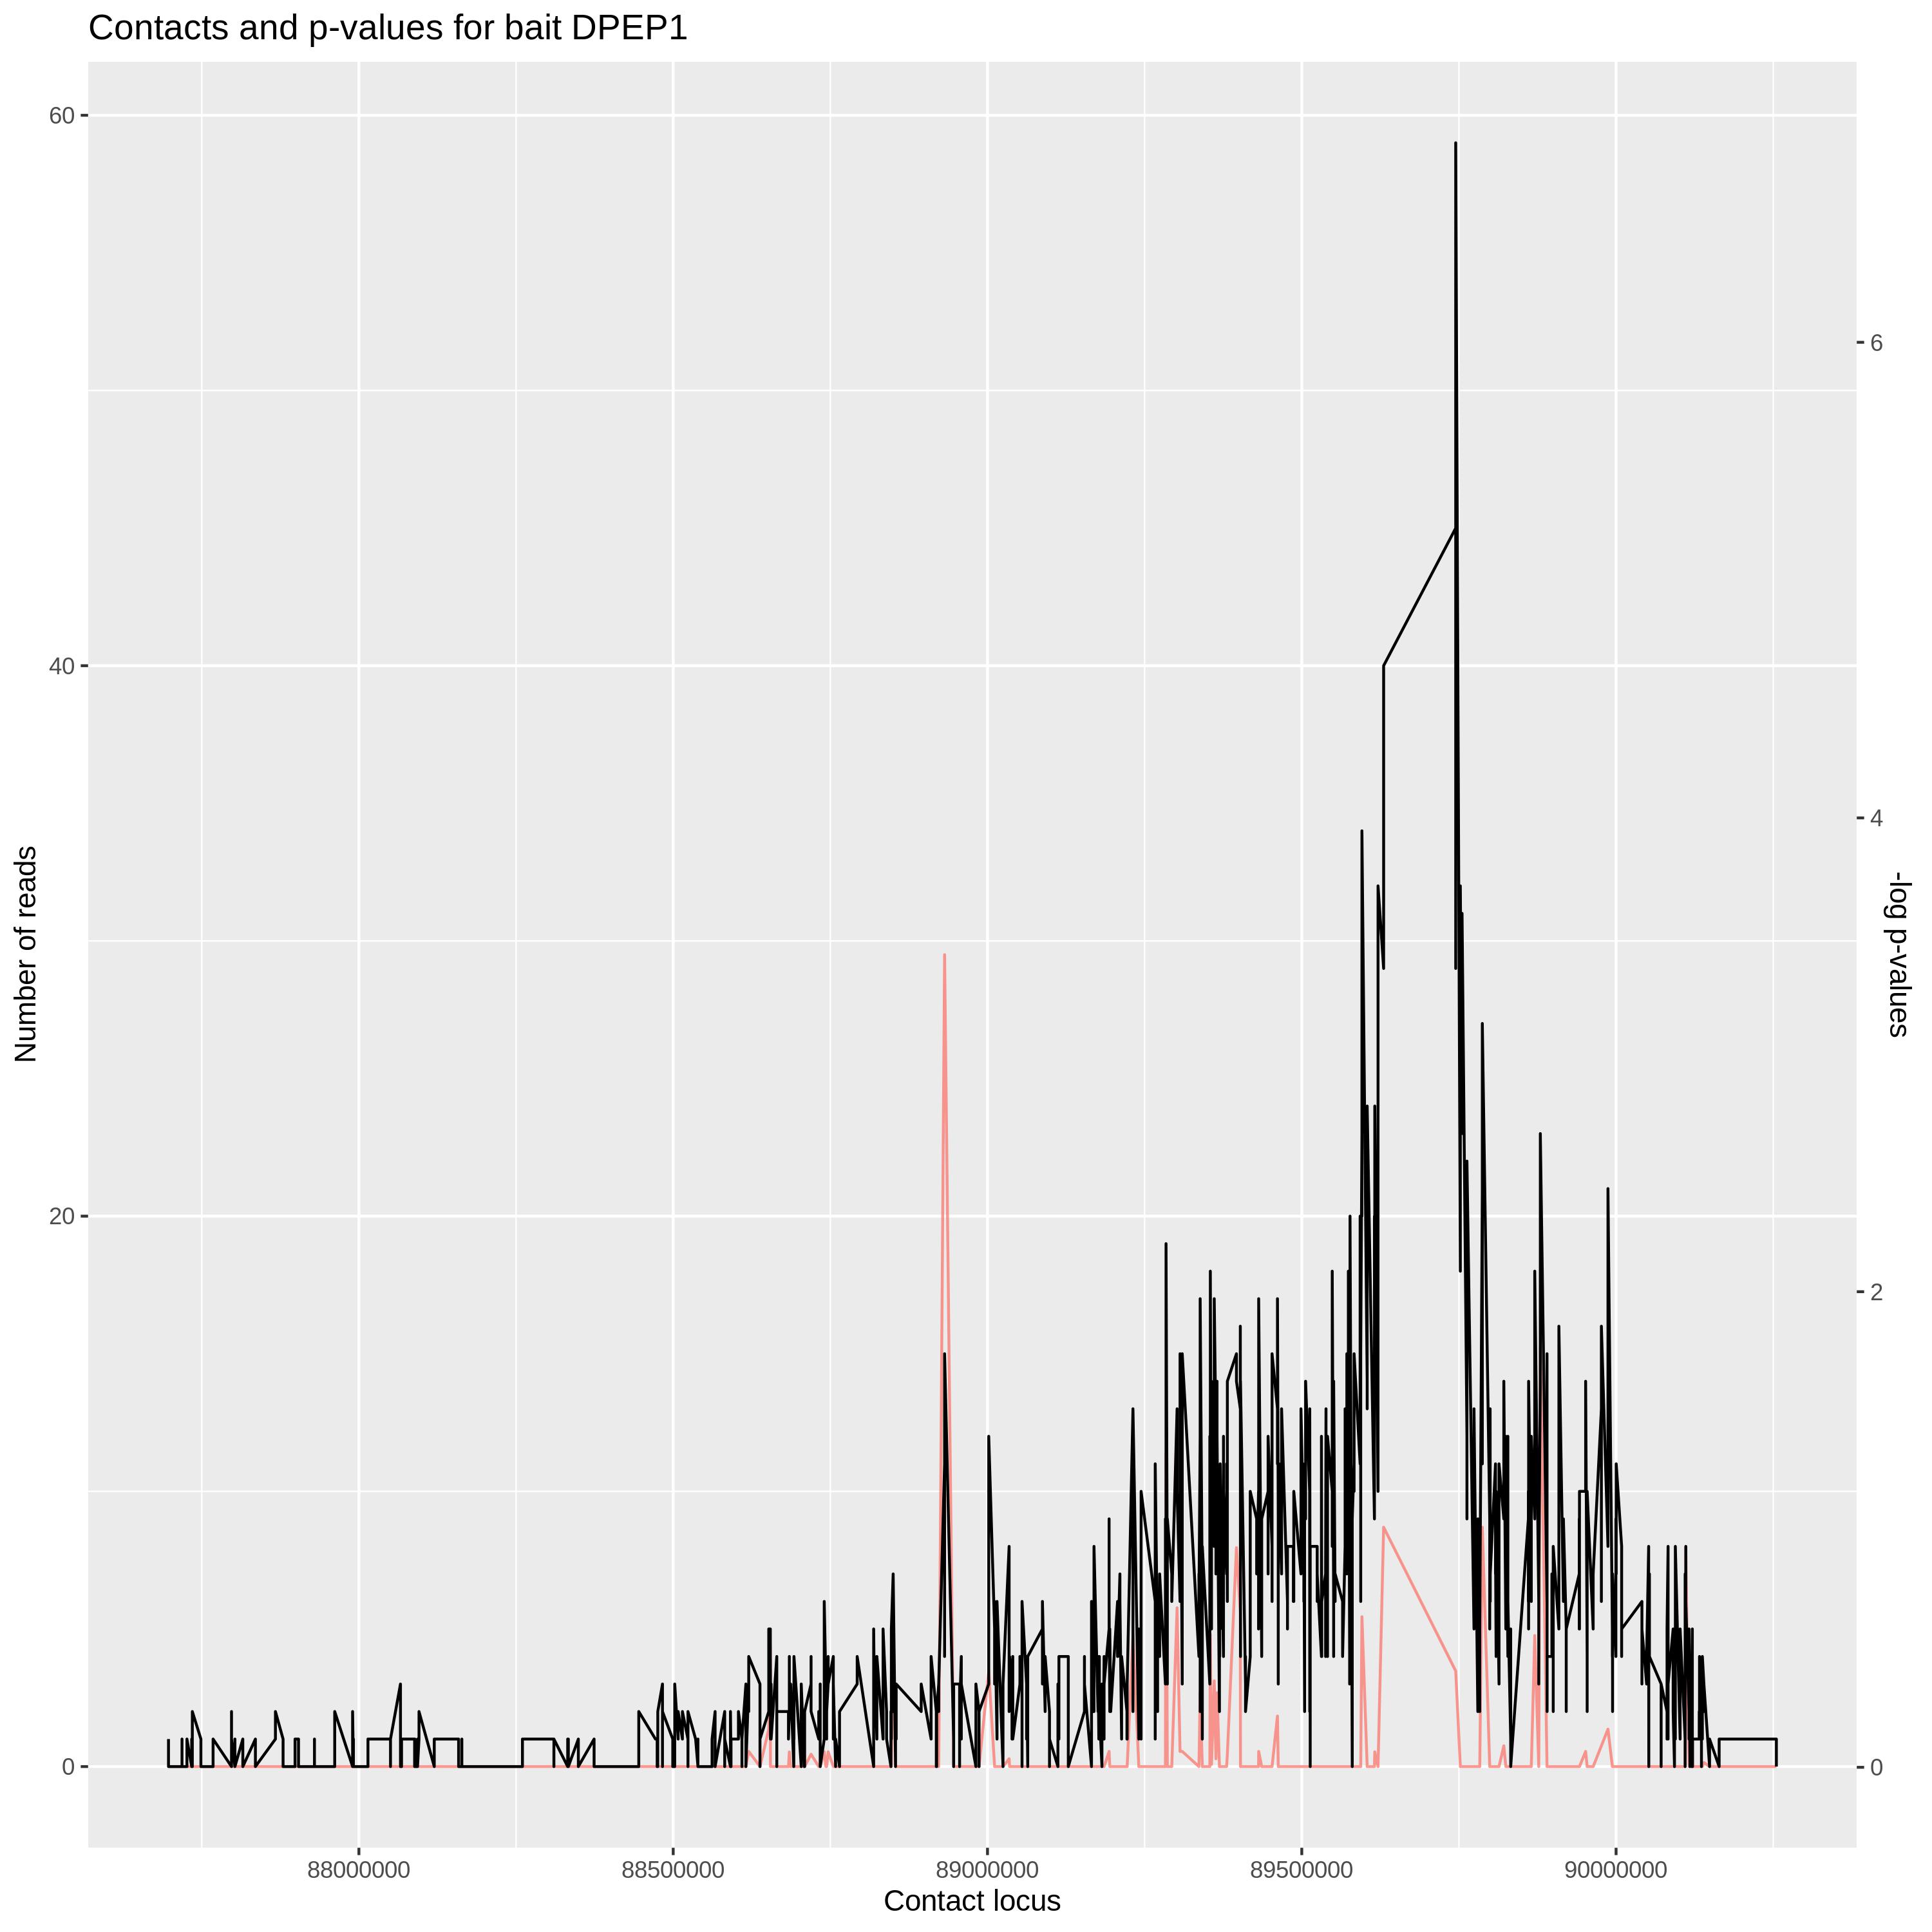 Contacts and p-values for bait DPEP1
60
40
20
0
Number of reads
6
4
2
0
-log p-values
88000000 88500000 89000000 89500000 90000000
Contact locus